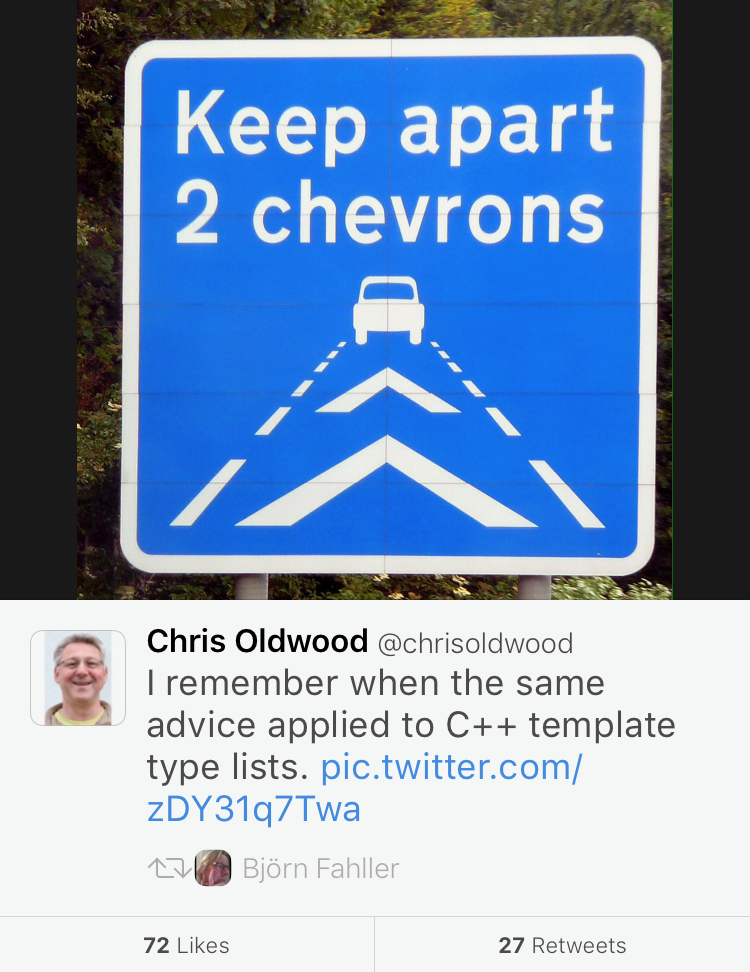 Keep apart
2 chevrons
Chris Oldwood @chrisoldwood
I remember when the same
advice applied to C++ template
type lists. pic.twitter.com/
zDY31q7Twa
Björn Fahller
72 Likes
27 Retweets